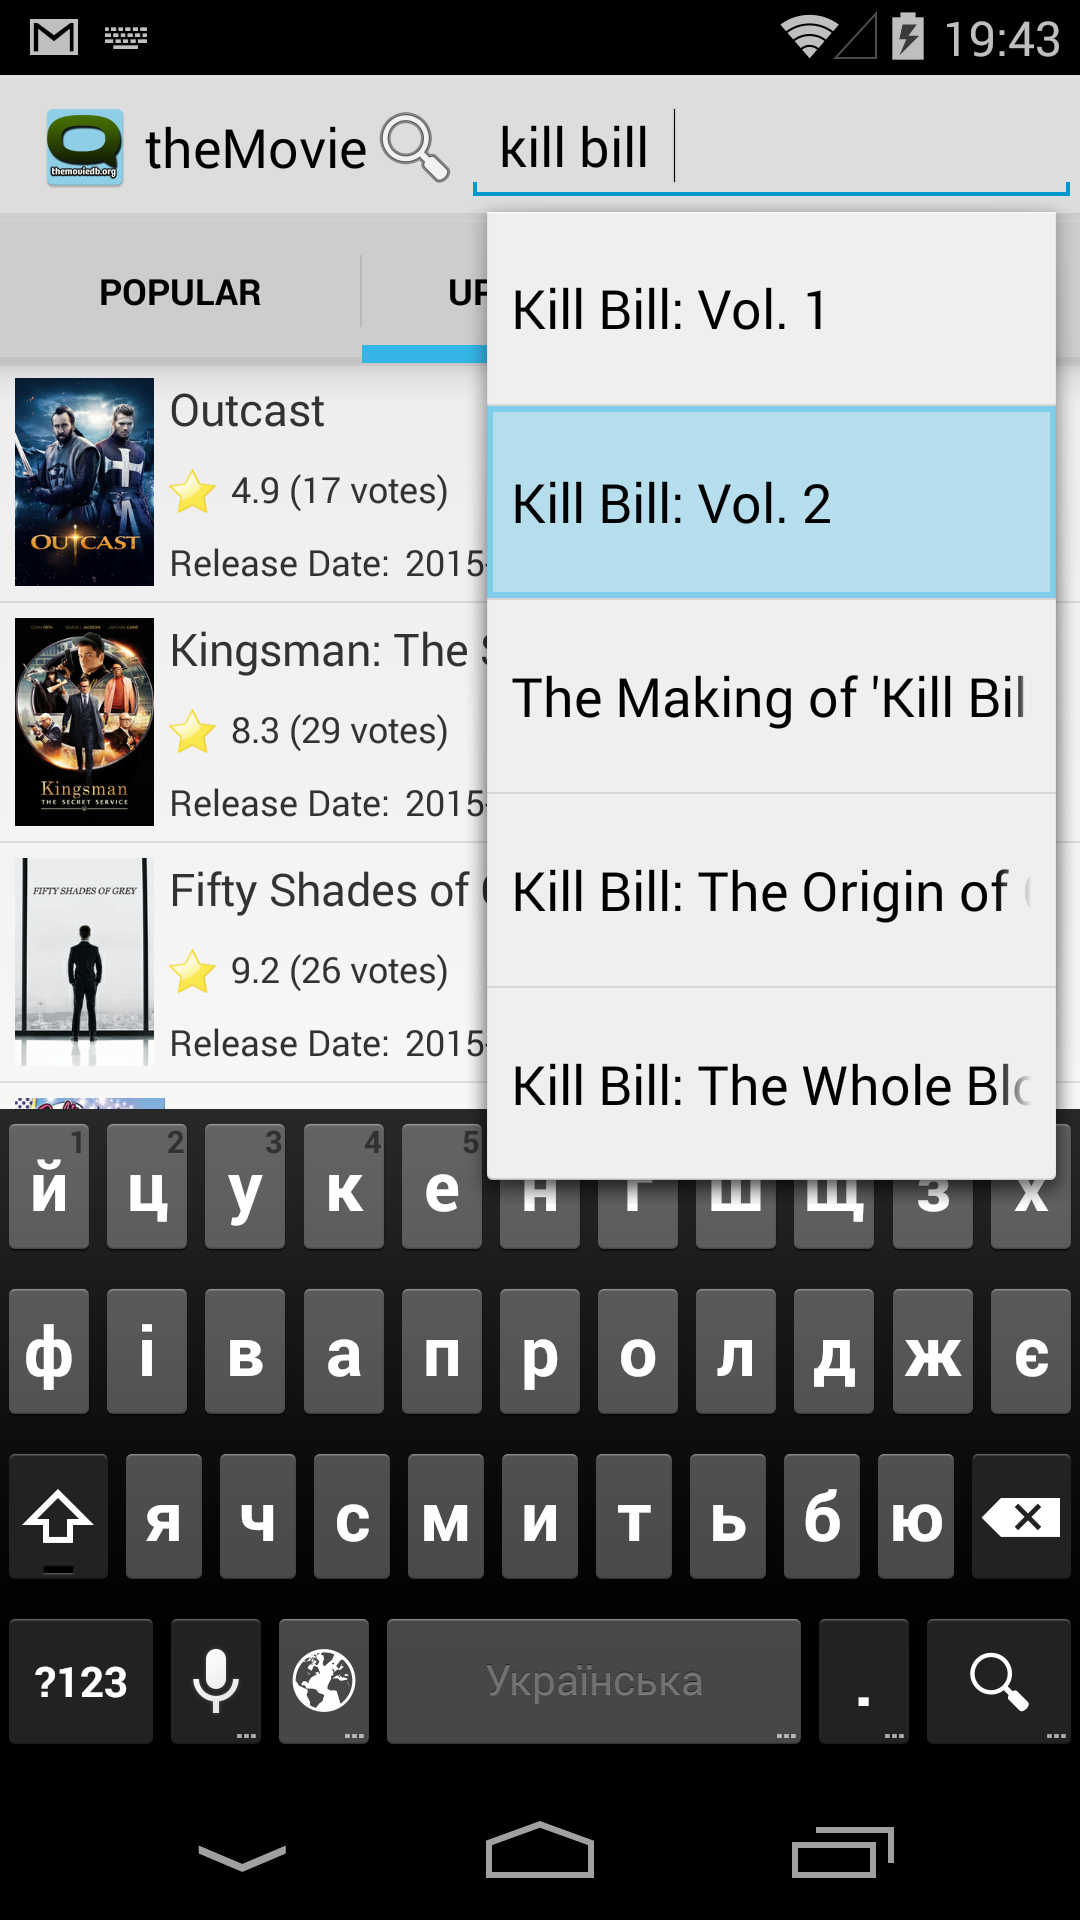 19:43
themoviedb.org
theMovie
kill bill
POPULAR
UP
Kill Bill: Vol. 1
Kill Bill: Vol. 2
The Making of 'Kill Bil
Kill Bill: The Origin of
Kill Bill: The Whole Blo
OUTCAST
Outcast
4.9 (17 votes)
Release Date: 2015-
Kingsman
THE SECRET SERVICE
Kingsman: The S
8.3 (29 votes)
Release Date: 2015-
FIFTY SHADES OF GREY
Fifty Shades of
9.2 (26 votes)
Release Date: 2015-
1 2 3 4 5
й ц у к е н г ш щ з х
ф і в а п р о л д ж є
я ч с м и т ь б ю
?123 Українська .